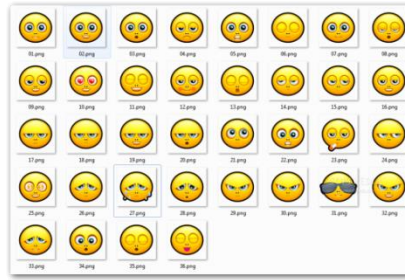 01.png 02.png 03.png 04.png 05.png 06.png 07.png 08.png
09.png 10.png 11.png 12.png 13.png 14.png 15.png 16.png
17.png 18.png 19.png 20.png 21.png 22.png 23.png 24.png
25.png 26.png 27.png 28.png 29.png 30.png 31.png 32.png
33.png 34.png 35.png 36.png